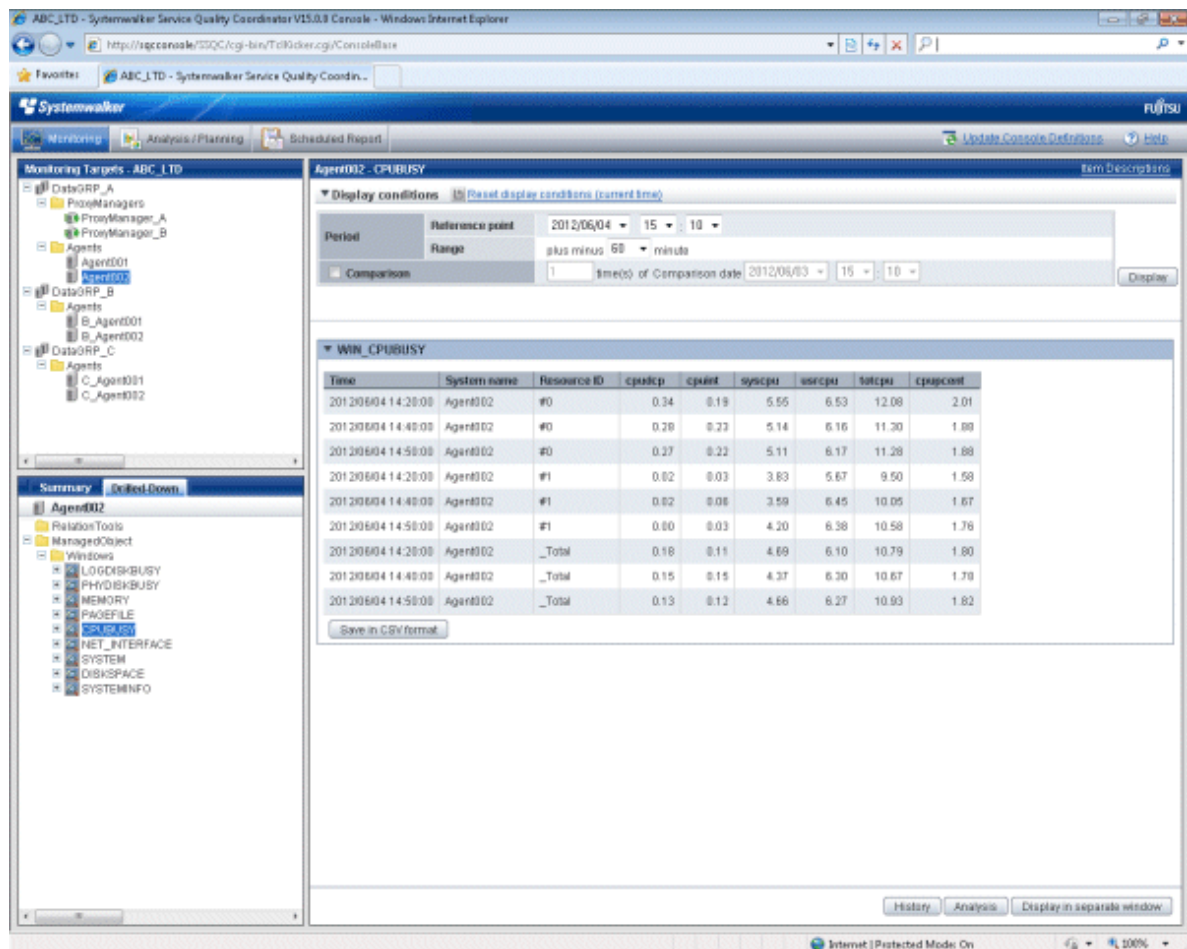 ABC_LTD - Systemwalker Service Quality Coordinator V15.0.0 Console - Windows Internet Explorer
http://sqcconsole/SSQC/cgi-bin/TclKicker.cgi/ConsoleBase
Favorites ABC_LTD - Systemwalker Service Quality Coordin...
Systemwalker FUJITSU
Monitoring Analysis / Planning Scheduled Report Update Console Definitions Help
Monitoring Targets - ABC_LTD
DataGRP_A
ProxyManagers
ProxyManager_A
ProxyManager_B
Agents
Agent001
Agent002
DataGRP_B
Agents
B_Agent001
B_Agent002
DataGRP_C
Agents
C_Agent001
C_Agent002
Summary Drilled-Down
Agent002
RelationTools
ManagedObject
Windows
LOGDISKBUSY
PHYDISKBUSY
MEMORY
PAGEFILE
CPUBUSY
NET_INTERFACE
SYSTEM
DISKSPACE
SYSTEMINFO
Agent002 - CPUBUSY Item Descriptions
Display conditions Reset display conditions (current time)
Period Reference point 2012/06/04 15 : 10
Range plus minus 60 minute
Comparison 1 time(s) of Comparison date 2012/06/03 15 : 10
Display
WIN_CPUBUSY
Time System name Resource ID cpudcp cpuint syscpu usrcpu totcpu cpupcent
2012/06/04 14:20:00 Agent002 #0 0.34 0.19 5.55 6.53 12.08 2.01
2012/06/04 14:40:00 Agent002 #0 0.28 0.23 5.14 6.16 11.30 1.88
2012/06/04 14:50:00 Agent002 #0 0.27 0.22 5.11 6.17 11.28 1.88
2012/06/04 14:20:00 Agent002 #1 0.02 0.03 3.83 5.67 9.50 1.58
2012/06/04 14:40:00 Agent002 #1 0.02 0.08 3.59 6.45 10.05 1.67
2012/06/04 14:50:00 Agent002 #1 0.00 0.03 4.20 6.38 10.58 1.76
2012/06/04 14:20:00 Agent002 _Total 0.18 0.11 4.69 6.10 10.79 1.80
2012/06/04 14:40:00 Agent002 _Total 0.15 0.15 4.37 6.30 10.67 1.78
2012/06/04 14:50:00 Agent002 _Total 0.13 0.12 4.66 6.27 10.93 1.82
Save in CSV format
History Analysis Display in separate window
Internet | Protected Mode: On 100%